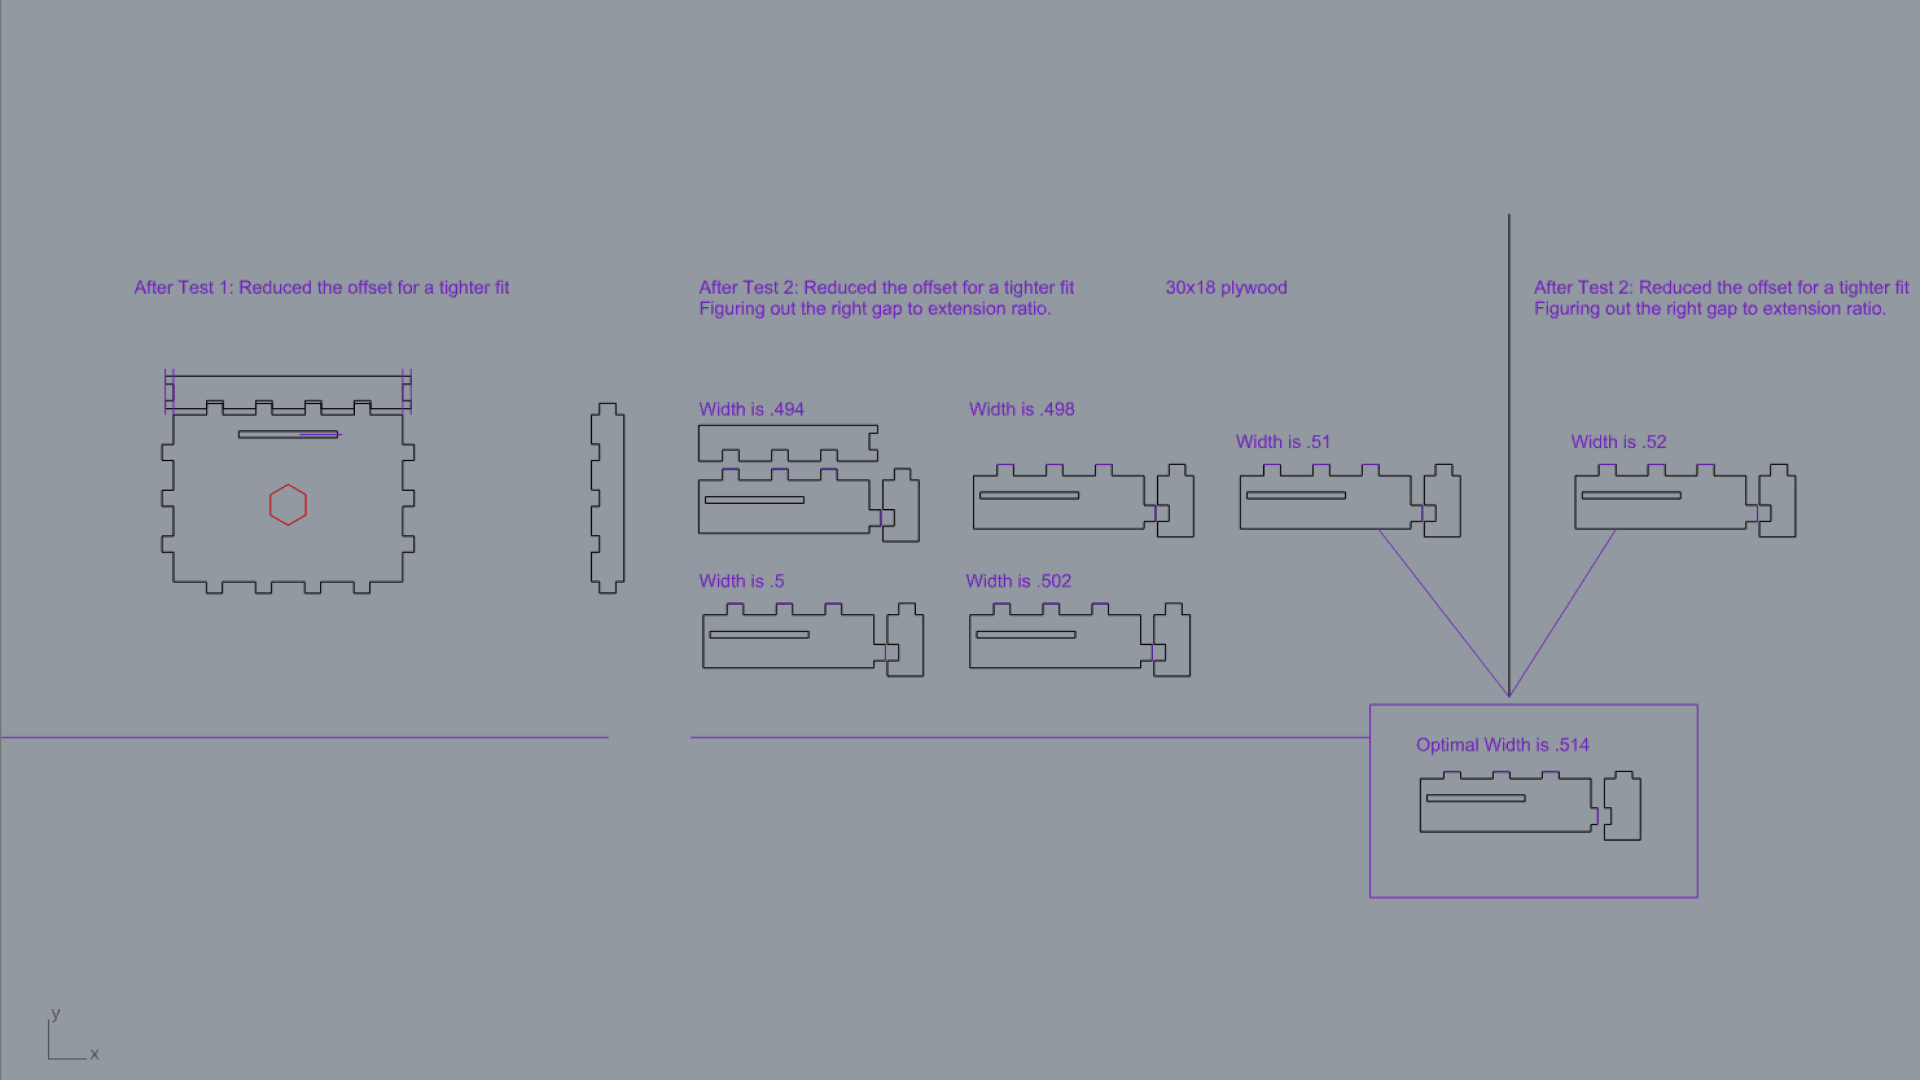 After Test 1: Reduced the offset for a tighter fit
After Test 2: Reduced the offset for a tighter fit
Figuring out the right gap to extension ratio.
30x18 plywood
After Test 2: Reduced the offset for a tighter fit
Figuring out the right gap to extension ratio.
Width is .494
Width is .498
Width is .51
Width is .52
Width is .5
Width is .502
Optimal Width is .514
y
x